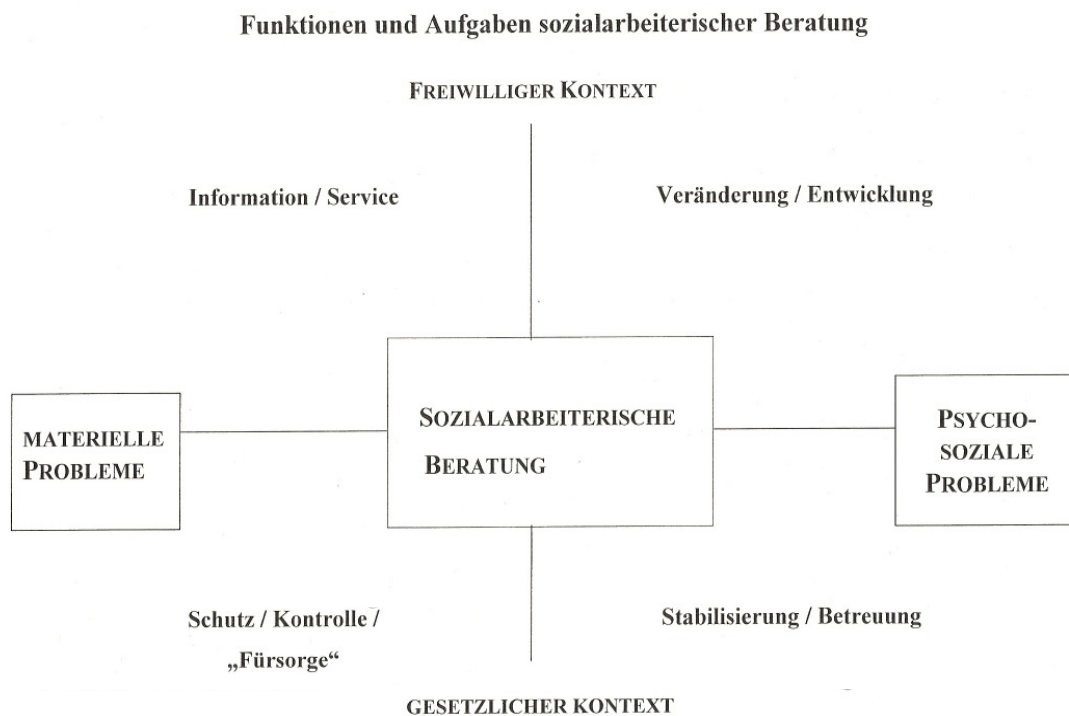 Funktionen und Aufgaben sozialarbeiterischer Beratung
FREIWILLIGER KONTEXT
Information / Service
Veränderung / Entwicklung
MATERIELLE
PROBLEME
SOZIALARBEITERISCHE
BERATUNG
PSYCHO-
SOZIALE
PROBLEME
Schutz / Kontrolle /
„Fürsorge“
Stabilisierung / Betreuung
GESETZLICHER KONTEXT